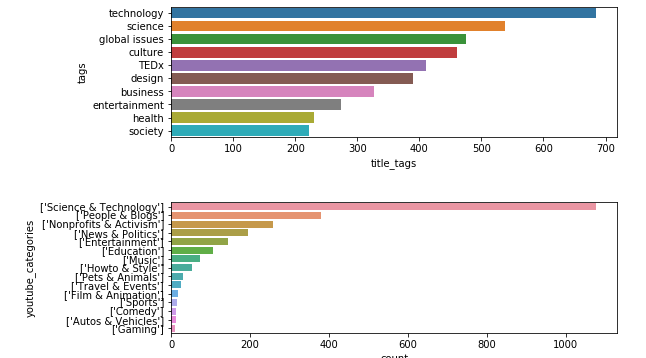 technology
science
global issues
culture
TEDx
design
business
entertainment
health
society
tags
0 100 200 300 400 500 600 700
title_tags
['Science & Technology']
['People & Blogs']
['Nonprofits & Activism']
['News & Politics']
['Entertainment']
['Education']
['Music']
['Howto & Style']
['Pets & Animals']
['Travel & Events']
['Film & Animation']
['Sports']
['Comedy']
['Autos & Vehicles']
['Gaming']
youtube_categories
0 200 400 600 800 1000
count